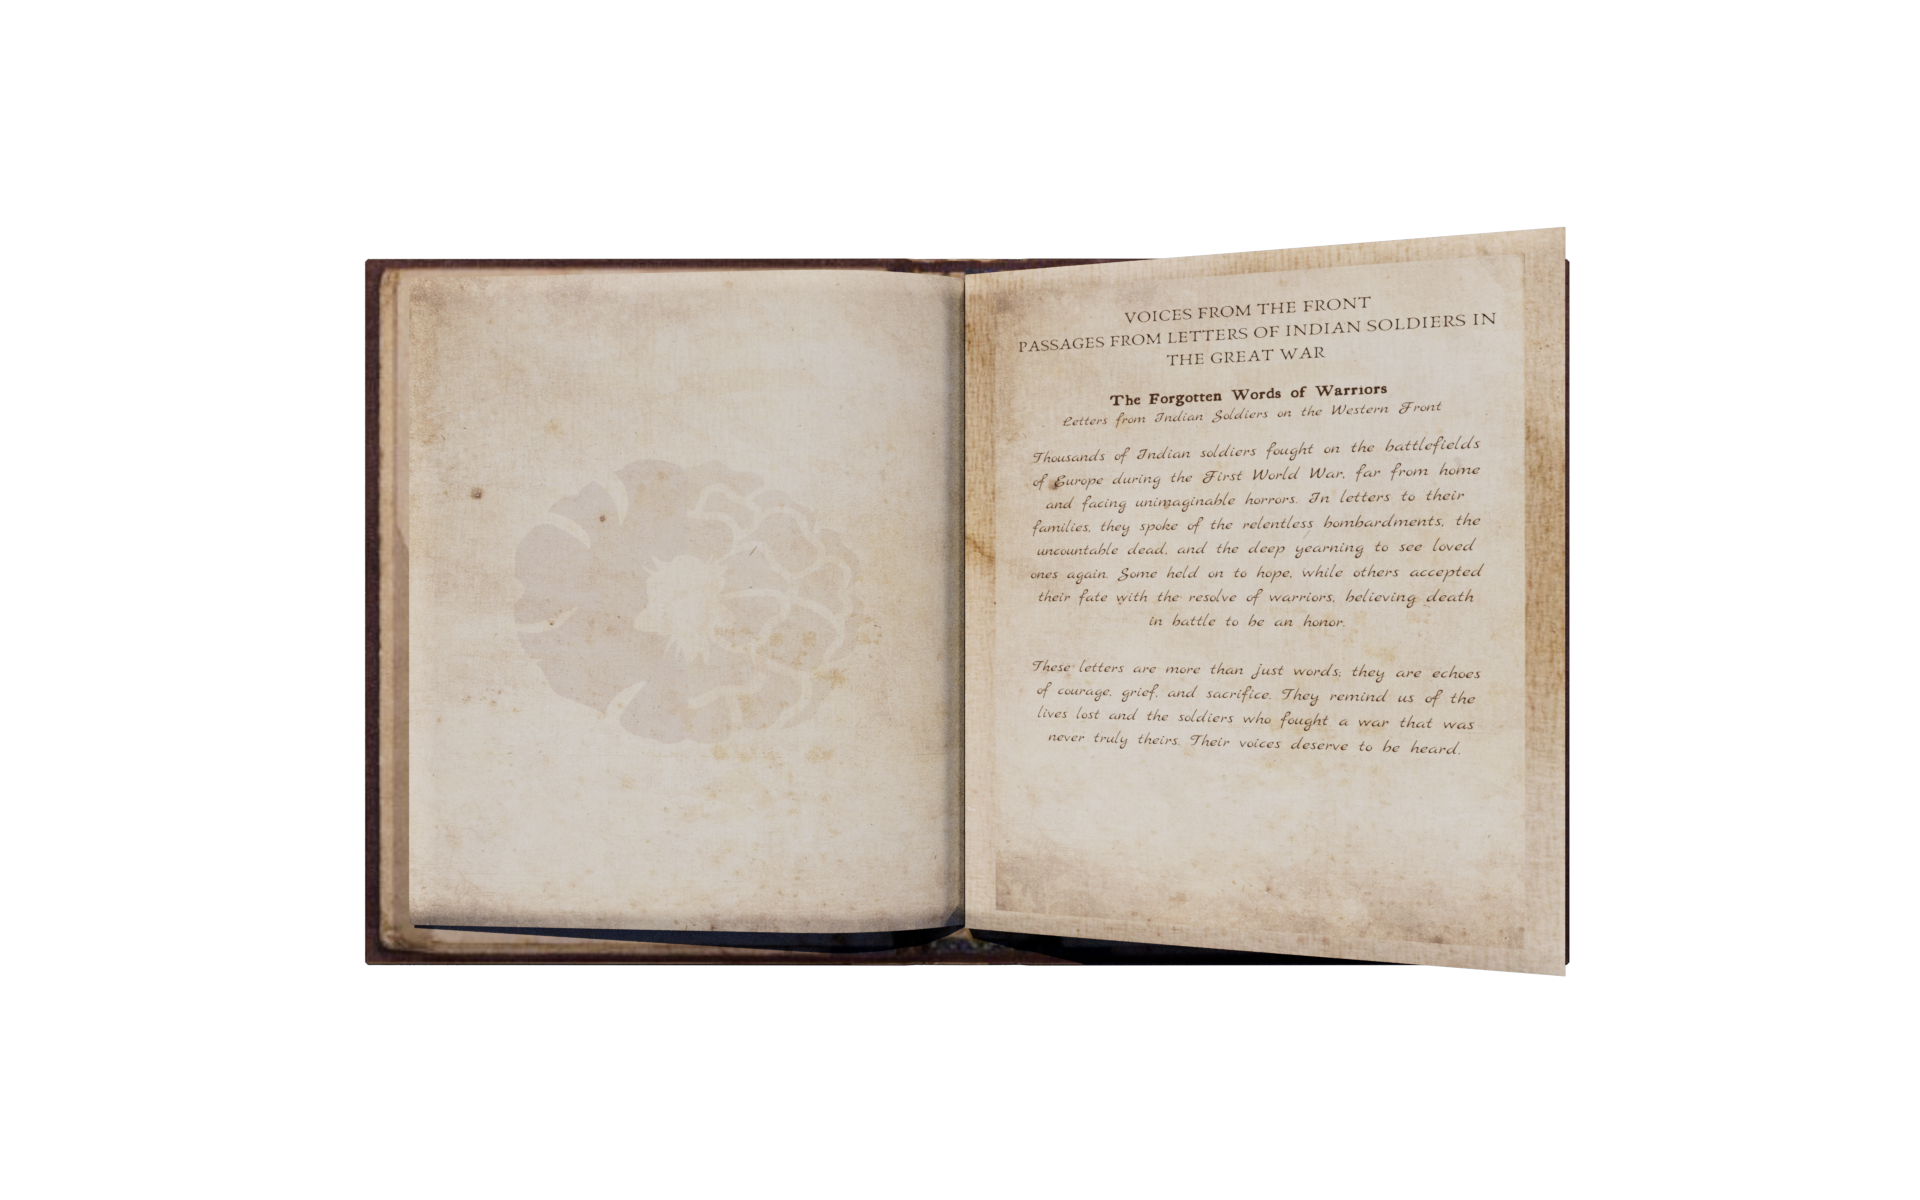 VOICES FROM THE FRONT
PASSAGES FROM LETTERS OF INDIAN SOLDIERS IN
THE GREAT WAR
The Forgotten Words of Warriors
Letters from Indian Soldiers on the Western Front
Thousands of Indian soldiers fought on the battlefields
of Europe during the First World War, far from home
and facing unimaginable horrors. In letters to their
families, they spoke of the relentless bombardments, the
uncountable dead, and the deep yearning to see loved
ones again. Some held on to hope, while others accepted
their fate with the resolve of warriors, believing death
in battle to be an honor.
These letters are more than just words; they are echoes
of courage, grief, and sacrifice. They remind us of the
lives lost and the soldiers who fought a war that was
never truly theirs. Their voices deserve to be heard.